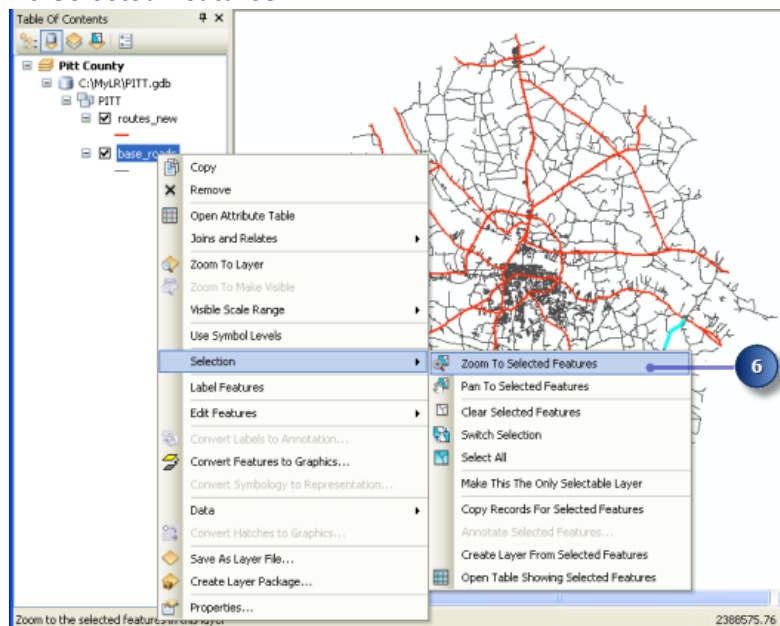 Table Of Contents
Pitt County
C:\MyLR\PITT.gdb
PITT
routes_new
base_roads
Copy
Remove
Open Attribute Table
Joins and Relates
Zoom To Layer
Zoom To Make Visible
Visible Scale Range
Use Symbol Levels
Selection
Label Features
Edit Features
Convert Labels to Annotation...
Convert Features to Graphics...
Convert Symbology to Representation...
Data
Convert Hatches to Graphics...
Save As Layer File...
Create Layer Package...
Properties...
Zoom To Selected Features
6
Pan To Selected Features
Clear Selected Features
Switch Selection
Select All
Make This The Only Selectable Layer
Copy Records For Selected Features
Annotate Selected Features...
Create Layer From Selected Features
Open Table Showing Selected Features
Zoom to the selected features in this layer
2388575.76